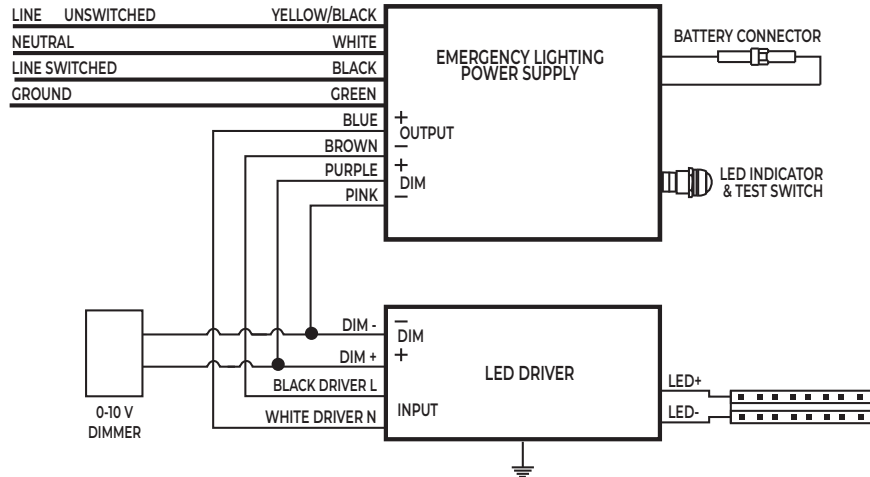 LINE UNSWITCHED YELLOW/BLACK
NEUTRAL WHITE
LINE SWITCHED BLACK
GROUND GREEN
BLUE
BROWN
PURPLE
PINK
+
OUTPUT
−
+
DIM
−
EMERGENCY LIGHTING
POWER SUPPLY
BATTERY CONNECTOR
LED INDICATOR
& TEST SWITCH
0-10 V
DIMMER
DIM -
DIM +
BLACK DRIVER L
WHITE DRIVER N
−
DIM
+
INPUT
LED DRIVER
LED+
LED-